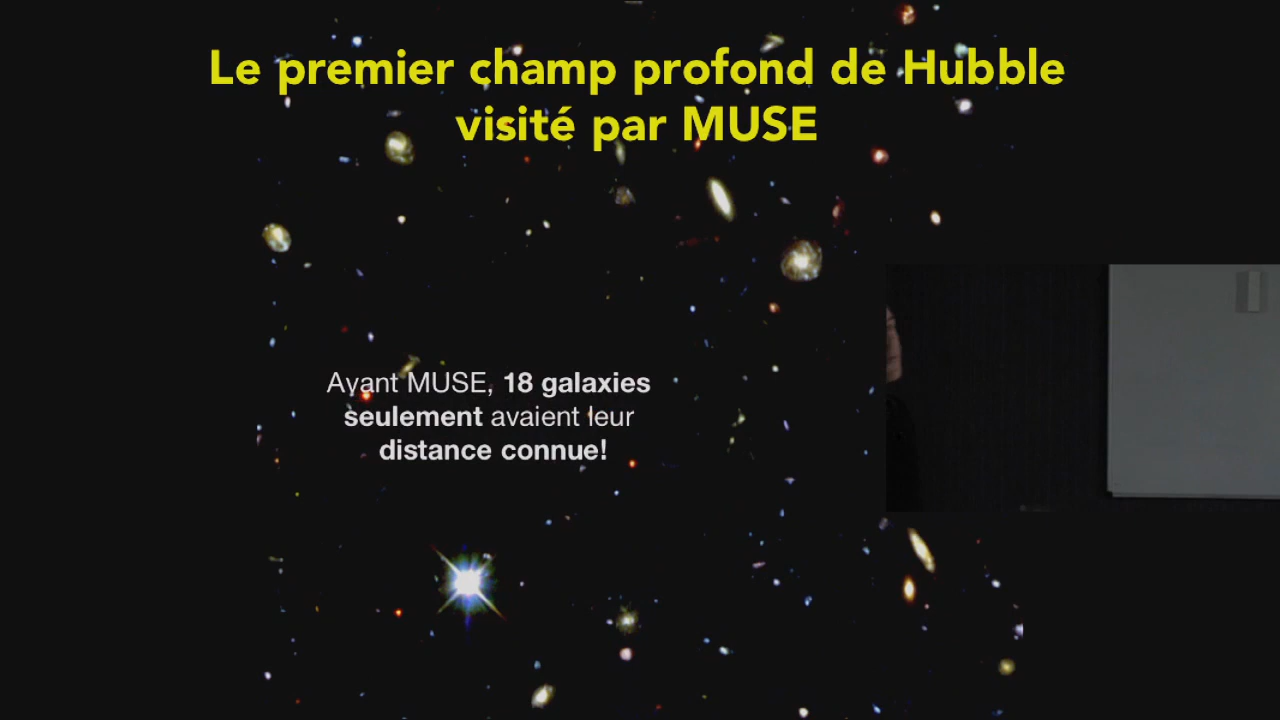 Le premier champ profond de Hubble
visité par MUSE
Avant MUSE, 18 galaxies
seulement avaient leur
distance connue!